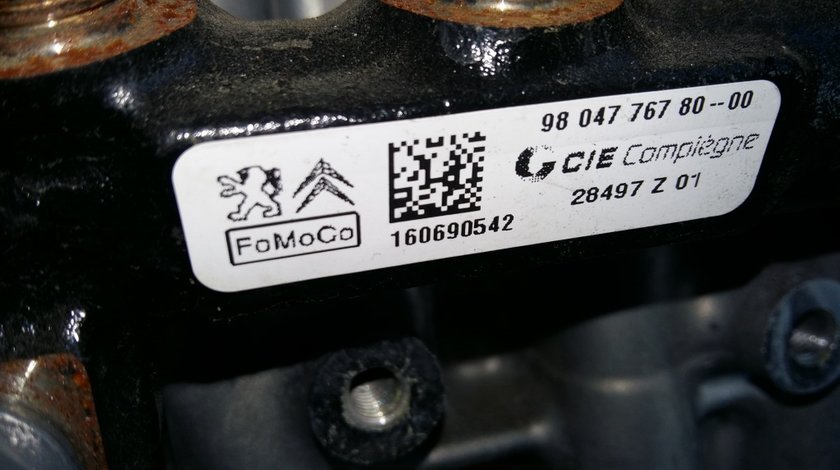 98 047 767 80--00
CIE Compiègne
28497 Z 01
FoMoCo
160690542